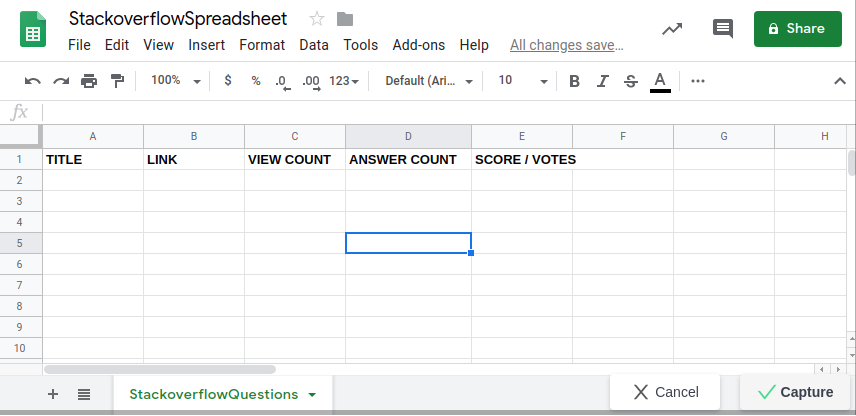 StackoverflowSpreadsheet
File Edit View Insert Format Data Tools Add-ons Help All changes save...
Share
100% $ % .0 .00 123 Default (Ari... 10 B I S A ...
fx
A B C D E F G H
1 TITLE LINK VIEW COUNT ANSWER COUNT SCORE / VOTES
2
3
4
5
6
7
8
9
10
+ StackoverflowQuestions
Cancel Capture